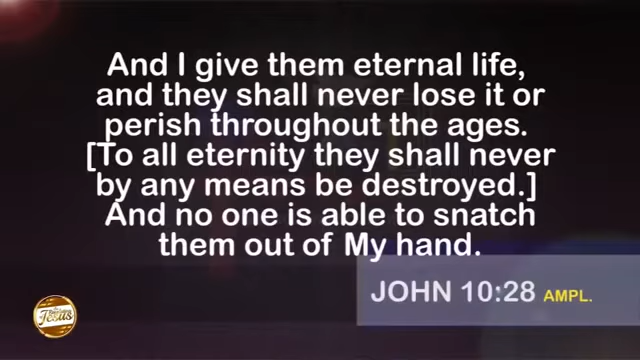 And I give them eternal life,
and they shall never lose it or
perish throughout the ages.
[To all eternity they shall never
by any means be destroyed.]
And no one is able to snatch
them out of My hand.
JOHN 10:28 AMPL.
Jesus